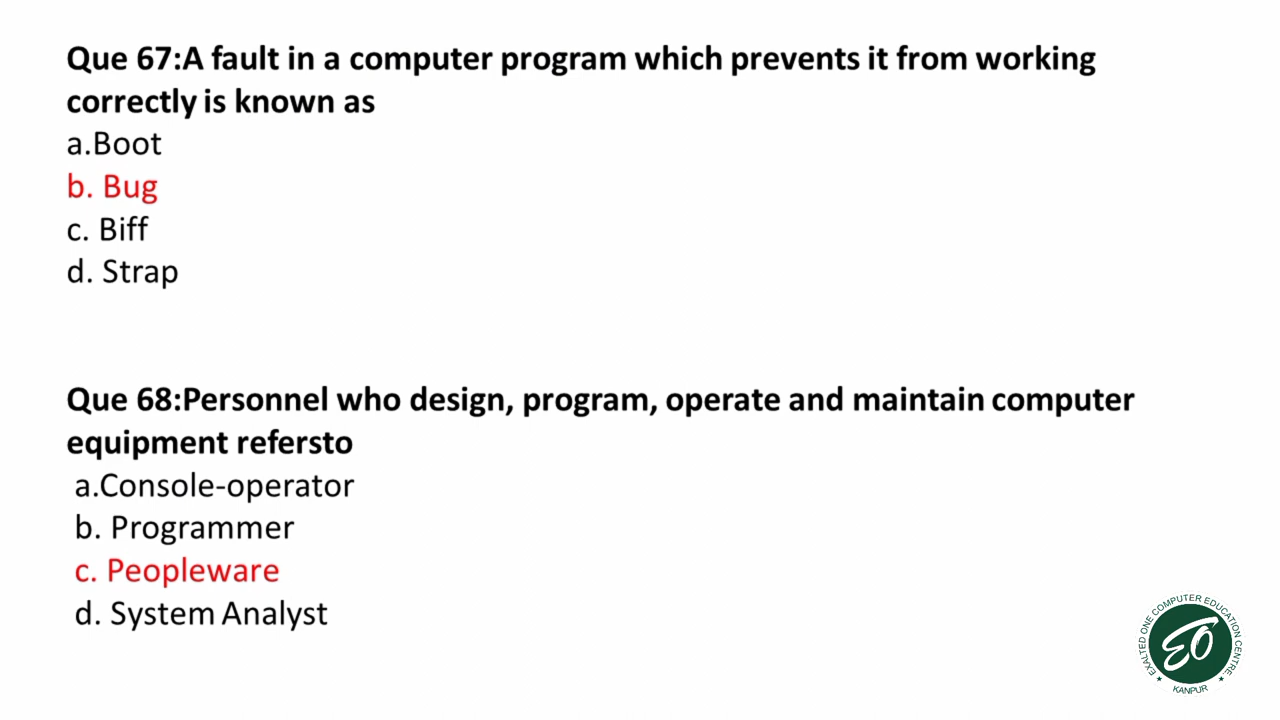 Que 67:A fault in a computer program which prevents it from working
correctly is known as
a.Boot
b. Bug
c. Biff
d. Strap
Que 68:Personnel who design, program, operate and maintain computer
equipment refersto
a.Console-operator
b. Programmer
c. Peopleware
d. System Analyst
EXALTED ONE COMPUTER EDUCATION CENTRE
EO
KANPUR